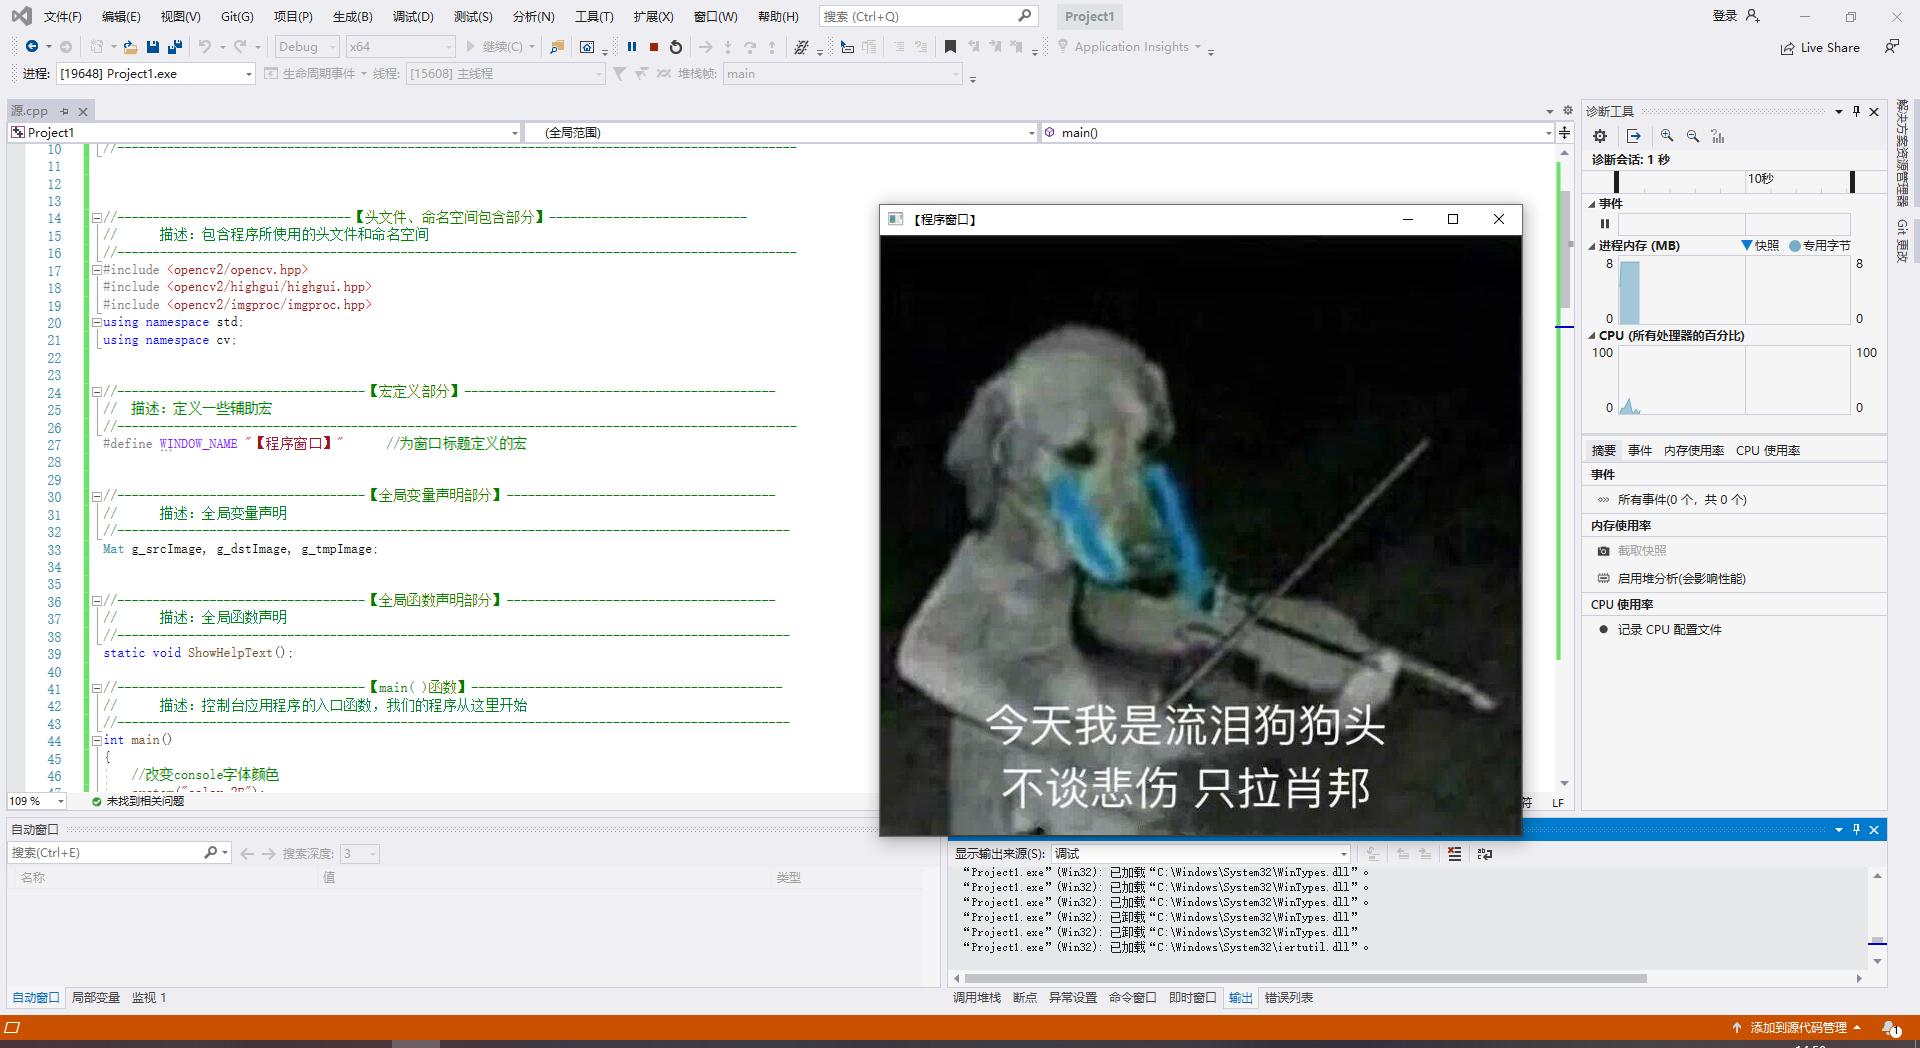 文件(F) 编辑(E) 视图(V) Git(G) 项目(P) 生成(B) 调试(D) 测试(S) 分析(N) 工具(T) 扩展(X) 窗口(W) 帮助(H) 搜索 (Ctrl+Q) Project1 登录
Debug x64 继续(C) Application Insights Live Share
进程: [19648] Project1.exe 生命周期事件 线程: [15608] 主线程 堆栈帧: main
源.cpp
Project1 (全局范围) main()
10 //------------------------------------------------------------------------------------------------
11
12
13
14 //---------------------------------【头文件、命名空间包含部分】----------------------------
15 // 描述：包含程序所使用的头文件和命名空间
16 //------------------------------------------------------------------------------------------------
17 #include <opencv2/opencv.hpp>
18 #include <opencv2/highgui/highgui.hpp>
19 #include <opencv2/imgproc/imgproc.hpp>
20 using namespace std;
21 using namespace cv;
22
23
24 //-----------------------------------【宏定义部分】--------------------------------------------
25 // 描述：定义一些辅助宏
26 //------------------------------------------------------------------------------------------------
27 #define WINDOW_NAME "【程序窗口】" //为窗口标题定义的宏
28
29
30 //-----------------------------------【全局变量声明部分】--------------------------------------
31 // 描述：全局变量声明
32 //-----------------------------------------------------------------------------------------------
33 Mat g_srcImage, g_dstImage, g_tmpImage;
34
35
36 //-----------------------------------【全局函数声明部分】--------------------------------------
37 // 描述：全局函数声明
38 //-----------------------------------------------------------------------------------------------
39 static void ShowHelpText();
40
41 //-----------------------------------【main( )函数】--------------------------------------------
42 // 描述：控制台应用程序的入口函数，我们的程序从这里开始
43 //-----------------------------------------------------------------------------------------------
44 int main()
45 {
46 //改变console字体颜色
109 % 未找到相关问题 符 LF
【程序窗口】
今天我是流泪狗狗头
不谈悲伤 只拉肖邦
诊断工具
诊断会话: 1 秒
10秒
事件
进程内存 (MB) 快照 专用字节
8 8
0 0
CPU (所有处理器的百分比)
100 100
0 0
摘要 事件 内存使用率 CPU 使用率
事件
所有事件(0 个，共 0 个)
内存使用率
截取快照
启用堆分析(会影响性能)
CPU 使用率
记录 CPU 配置文件
解决方案资源管理器
Git 更改
自动窗口
搜索(Ctrl+E) 搜索深度: 3
名称 值 类型
自动窗口 局部变量 监视 1
显示输出来源(S): 调试
“Project1.exe”(Win32): 已加载“C:\Windows\System32\WinTypes.dll”。
“Project1.exe”(Win32): 已加载“C:\Windows\System32\WinTypes.dll”。
“Project1.exe”(Win32): 已加载“C:\Windows\System32\WinTypes.dll”。
“Project1.exe”(Win32): 已卸载“C:\Windows\System32\WinTypes.dll”
“Project1.exe”(Win32): 已卸载“C:\Windows\System32\WinTypes.dll”
“Project1.exe”(Win32): 已加载“C:\Windows\System32\iertutil.dll”。
调用堆栈 断点 异常设置 命令窗口 即时窗口 输出 错误列表
添加到源代码管理 1